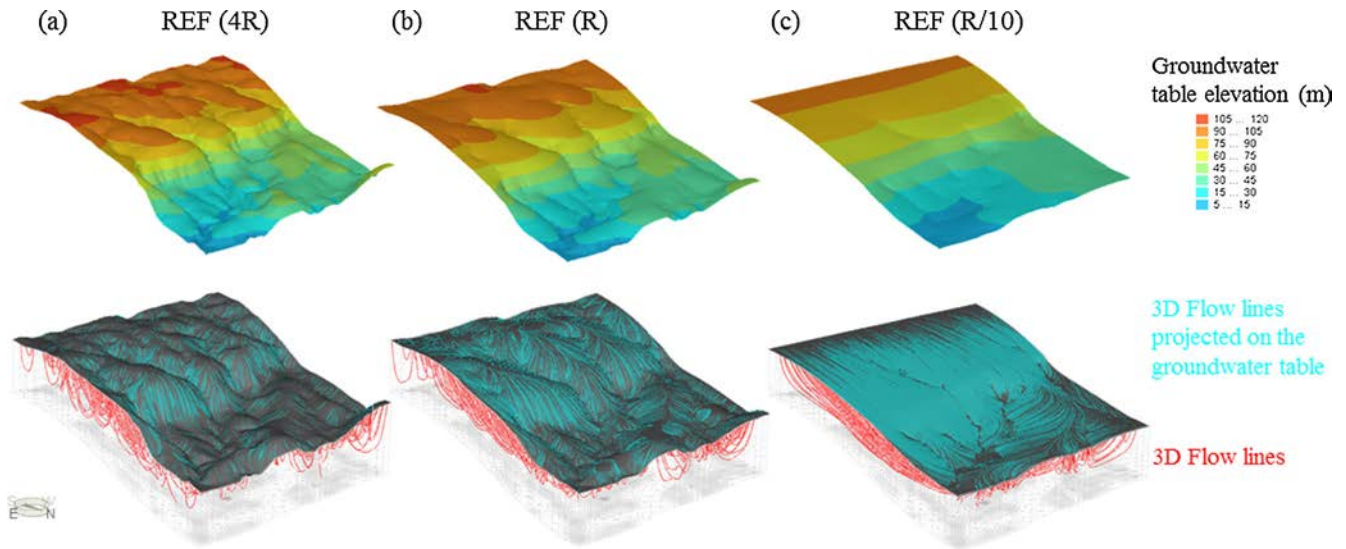 (a) REF (4R) (b) REF (R) (c) REF (R/10)
Groundwater
table elevation (m)
105 ... 120
90 ... 105
75 ... 90
60 ... 75
45 ... 60
30 ... 45
15 ... 30
5 ... 15
3D Flow lines
projected on the
groundwater table
3D Flow lines
E N